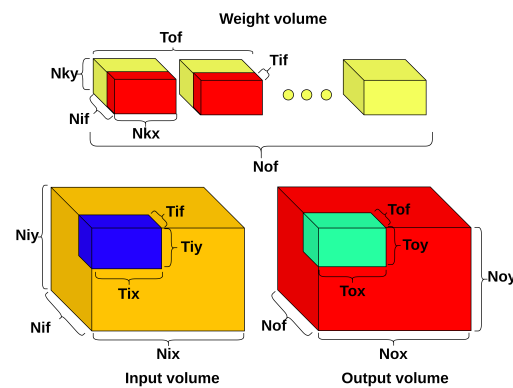 Weight volume
Tof
Tif
Nky
Nif
Nkx
Nof
Tif
Niy
Tiy
Tix
Nif
Nix
Input volume
Tof
Toy
Tox
Noy
Nof
Nox
Output volume